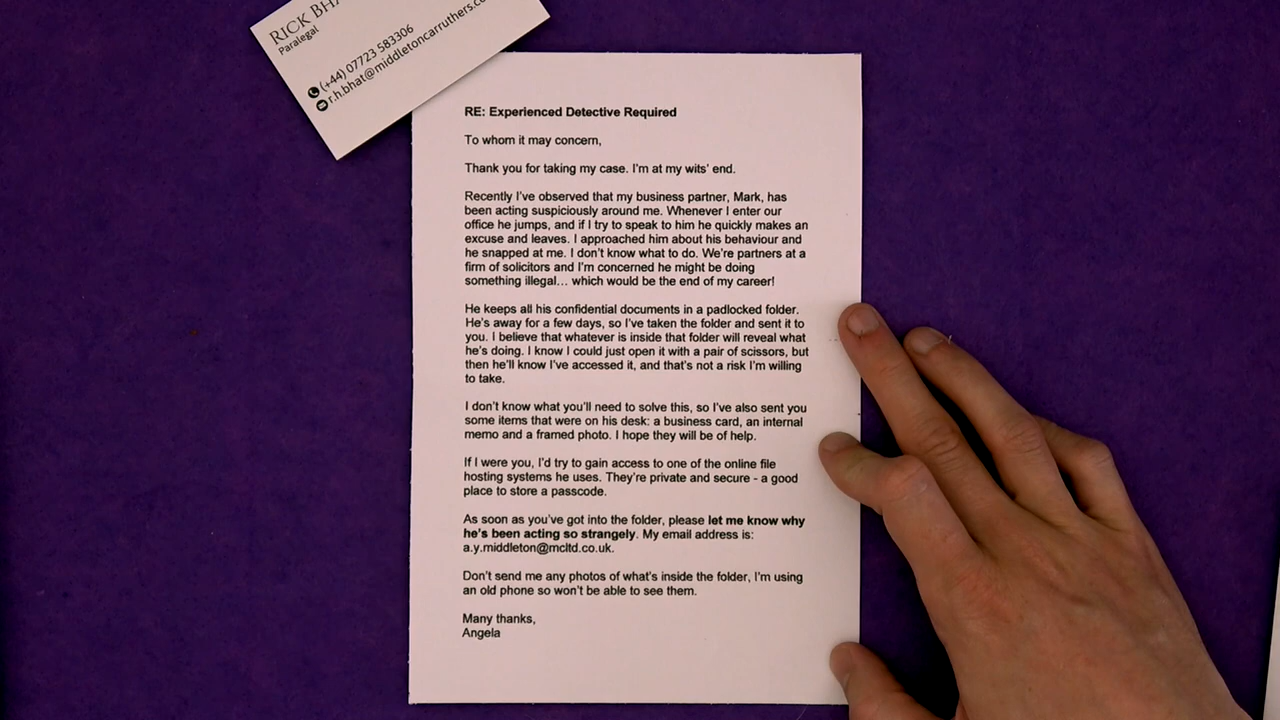 RICK BHA
Paralegal
(+44) 07723 583306
r.h.bhat@middletoncarruthers.co
RE: Experienced Detective Required
To whom it may concern,
Thank you for taking my case. I'm at my wits' end.
Recently I've observed that my business partner, Mark, has
been acting suspiciously around me. Whenever I enter our
office he jumps, and if I try to speak to him he quickly makes an
excuse and leaves. I approached him about his behaviour and
he snapped at me. I don't know what to do. We're partners at a
firm of solicitors and I'm concerned he might be doing
something illegal... which would be the end of my career!
He keeps all his confidential documents in a padlocked folder.
He's away for a few days, so I've taken the folder and sent it to
you. I believe that whatever is inside that folder will reveal what
he's doing. I know I could just open it with a pair of scissors, but
then he'll know I've accessed it, and that's not a risk I'm willing
to take.
I don't know what you'll need to solve this, so I've also sent you
some items that were on his desk: a business card, an internal
memo and a framed photo. I hope they will be of help.
If I were you, I'd try to gain access to one of the online file
hosting systems he uses. They're private and secure - a good
place to store a passcode.
As soon as you've got into the folder, please let me know why
he's been acting so strangely. My email address is:
a.y.middleton@mcltd.co.uk.
Don't send me any photos of what's inside the folder, I'm using
an old phone so won't be able to see them.
Many thanks,
Angela